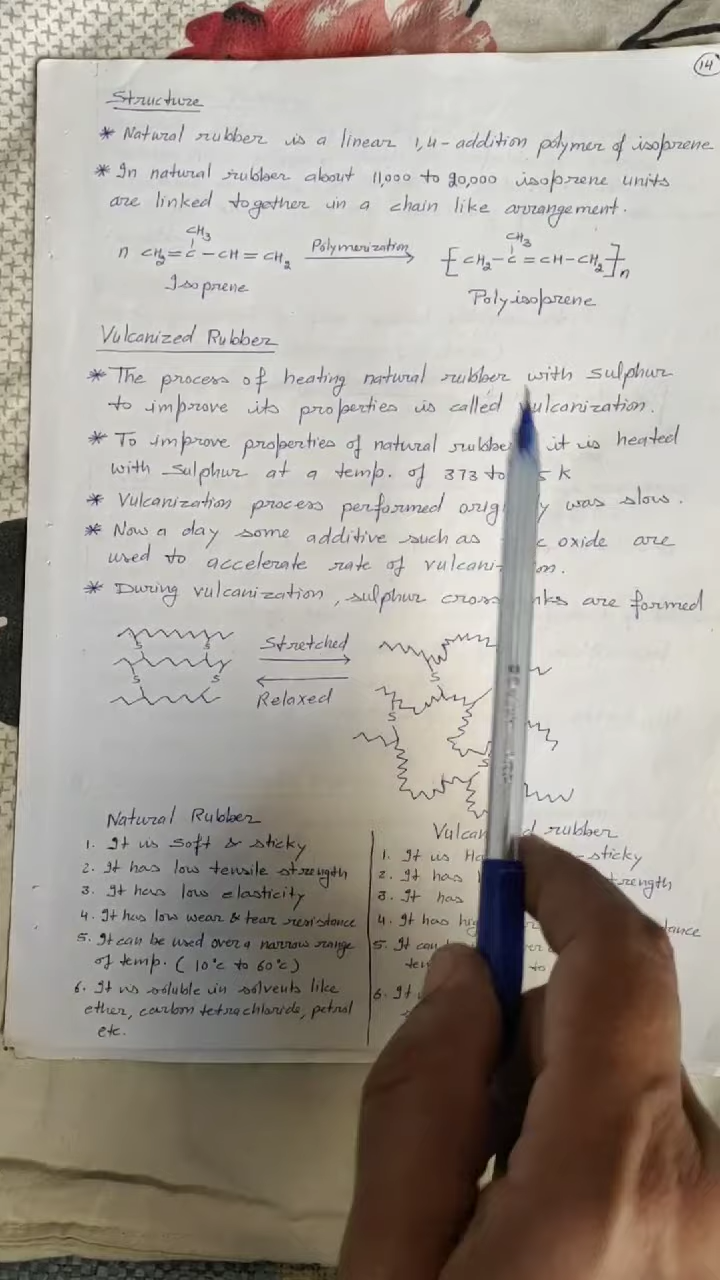 14
Structure
* Natural rubber is a linear 1,4-addition polymer of isoprene
* In natural rubber about 11,000 to 20,000 isoprene units
are linked together in a chain like arrangement.
CH3 CH3
n CH2=C-CH=CH2 Polymerization [CH2-C=CH-CH2]n
Isoprene Polyisoprene
Vulcanized Rubber
* The process of heating natural rubber with sulphur
to improve its properties is called vulcanization.
* To improve properties of natural rubber it is heated
with sulphur at a temp. of 373 to 5 K
* Vulcanization process performed was slow.
* Now a day some additive such as oxide are
used to accelerate rate of
* During vulcanization, sulphur are formed
S S Stretched
S S Relaxed
S
S
S
Natural Rubber
1. It is soft & sticky
2. It has low tensile strength
3. It has low elasticity
4. It has low wear & tear resistance
5. It can be used over a narrow range
of temp. (10°C to 60°C)
6. It is soluble in solvents like
ether, carbon tetrachloride, petrol
etc.
rubber
1. It is sticky
2. It has strength
3. It has
4. It has
5. It
to
6. It